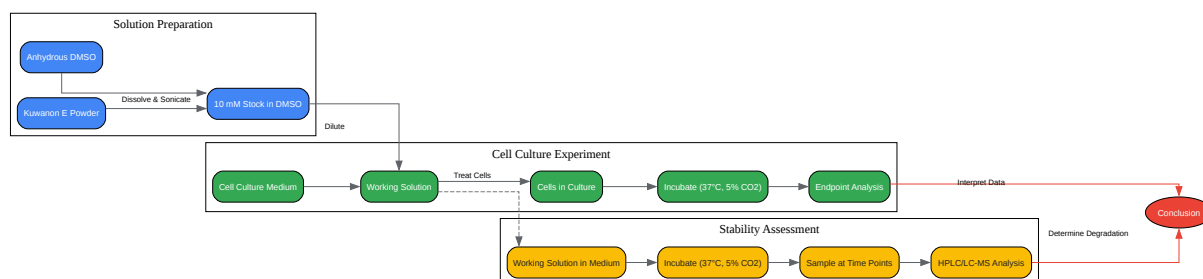 Solution Preparation
Anhydrous DMSO
Dissolve & Sonicate
Kuwanon E Powder
10 mM Stock in DMSO
Dilute
Cell Culture Experiment
Cell Culture Medium
Working Solution
Treat Cells
Cells in Culture
Incubate (37°C, 5% CO2)
Endpoint Analysis
Interpret Data
Conclusion
Stability Assessment
Determine Degradation
Working Solution in Medium
Incubate (37°C, 5% CO2)
Sample at Time Points
HPLC/LC-MS Analysis